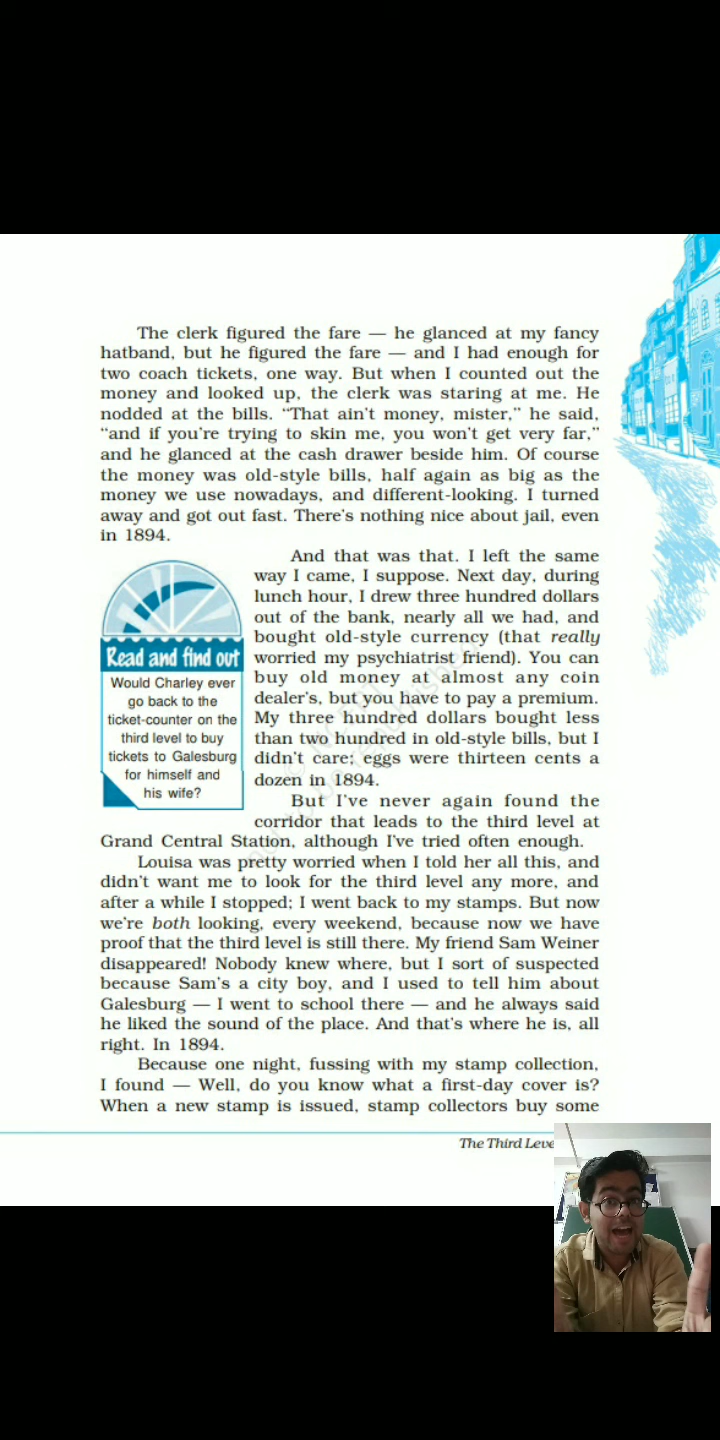 The clerk figured the fare — he glanced at my fancy
hatband, but he figured the fare — and I had enough for
two coach tickets, one way. But when I counted out the
money and looked up, the clerk was staring at me. He
nodded at the bills. “That ain't money, mister,” he said,
“and if you're trying to skin me, you won't get very far,”
and he glanced at the cash drawer beside him. Of course
the money was old-style bills, half again as big as the
money we use nowadays, and different-looking. I turned
away and got out fast. There's nothing nice about jail, even
in 1894.
And that was that. I left the same
way I came, I suppose. Next day, during
lunch hour, I drew three hundred dollars
out of the bank, nearly all we had, and
bought old-style currency (that really
worried my psychiatrist friend). You can
buy old money at almost any coin
dealer's, but you have to pay a premium.
My three hundred dollars bought less
than two hundred in old-style bills, but I
didn't care; eggs were thirteen cents a
dozen in 1894.
Read and find out
Would Charley ever
go back to the
ticket-counter on the
third level to buy
tickets to Galesburg
for himself and
his wife?
But I've never again found the
corridor that leads to the third level at
Grand Central Station, although I've tried often enough.
Louisa was pretty worried when I told her all this, and
didn't want me to look for the third level any more, and
after a while I stopped; I went back to my stamps. But now
we're both looking, every weekend, because now we have
proof that the third level is still there. My friend Sam Weiner
disappeared! Nobody knew where, but I sort of suspected
because Sam's a city boy, and I used to tell him about
Galesburg — I went to school there — and he always said
he liked the sound of the place. And that's where he is, all
right. In 1894.
Because one night, fussing with my stamp collection,
I found — Well, do you know what a first-day cover is?
When a new stamp is issued, stamp collectors buy some
The Third Leve
© NCERT
not to be republished